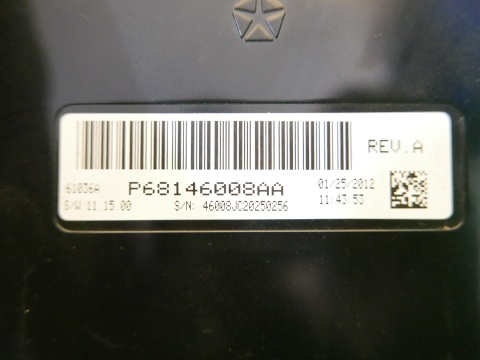 REV.A
61036A P68146008AA 01/25/2012
S/W 11.15.00 S/N: 46008JC20250256 11:43:53